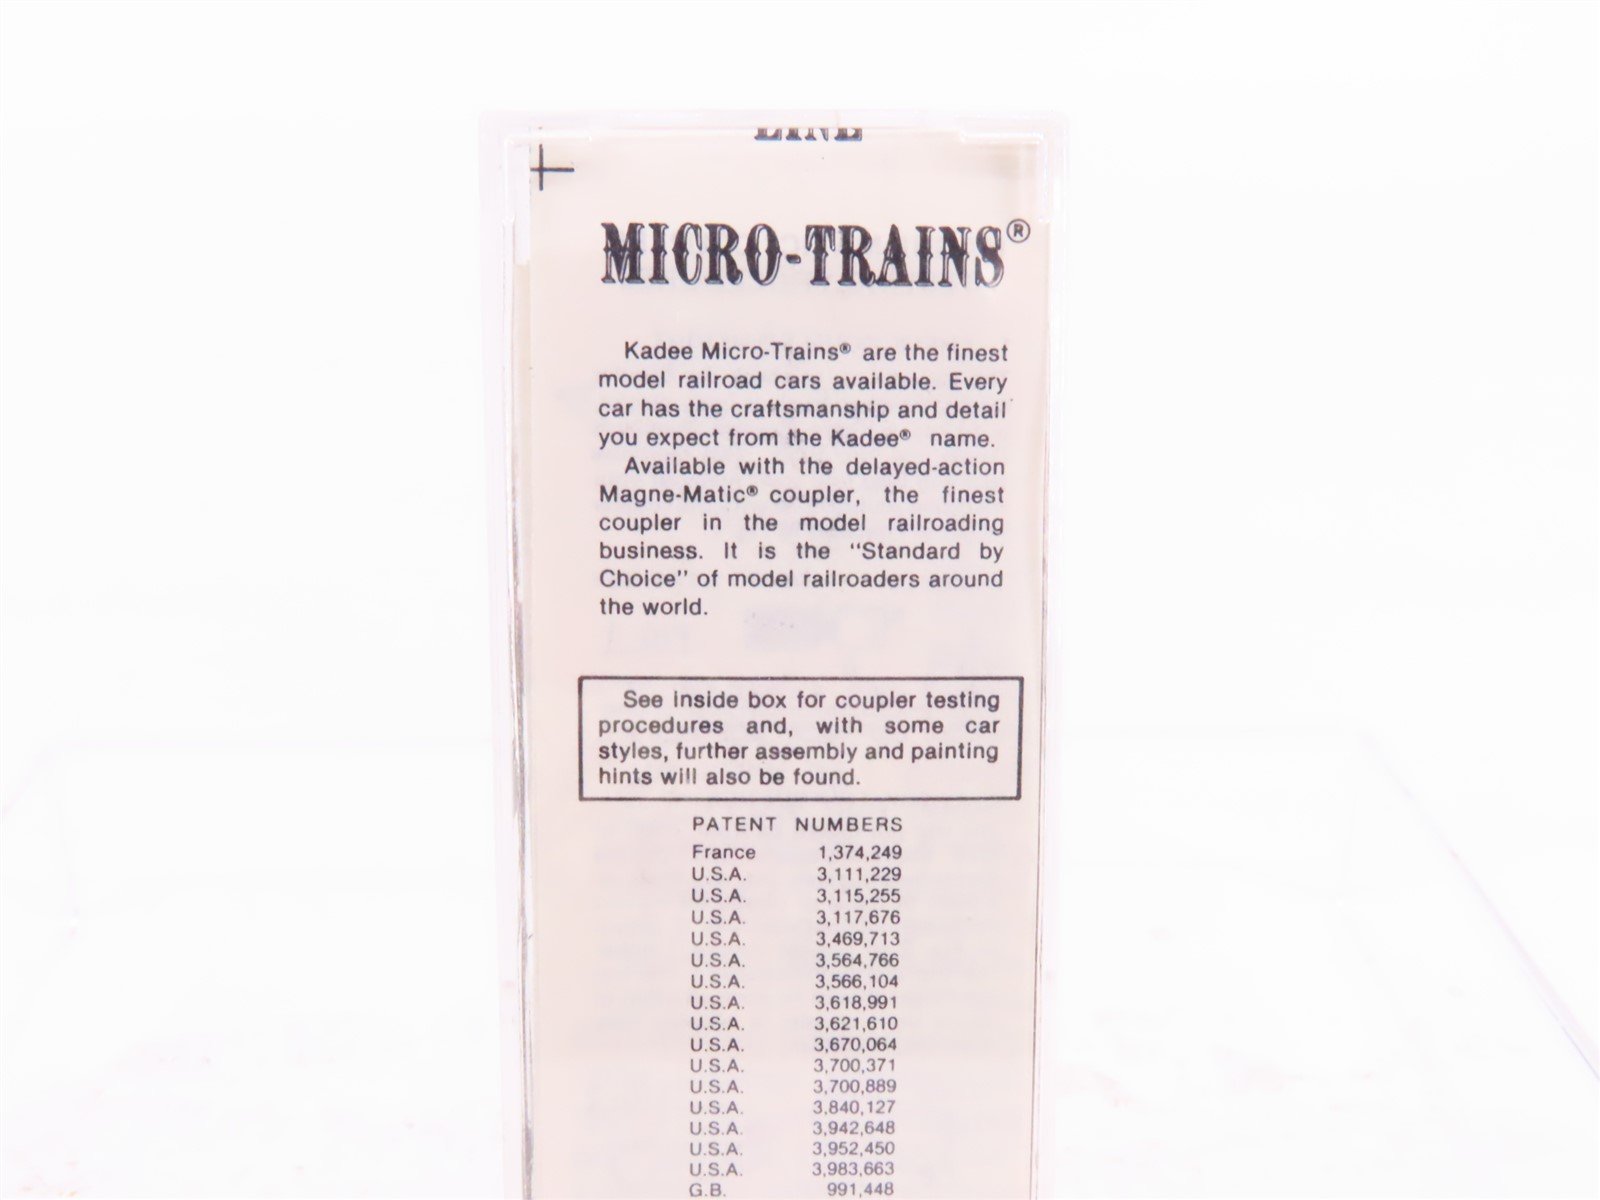 LINE
MICRO-TRAINS®
Kadee Micro-Trains® are the finest
model railroad cars available. Every
car has the craftsmanship and detail
you expect from the Kadee® name.
Available with the delayed-action
Magne-Matic® coupler, the finest
coupler in the model railroading
business. It is the "Standard by
Choice" of model railroaders around
the world.
See inside box for coupler testing
procedures and, with some car
styles, further assembly and painting
hints will also be found.
PATENT NUMBERS
France 1,374,249
U.S.A. 3,111,229
U.S.A. 3,115,255
U.S.A. 3,117,676
U.S.A. 3,469,713
U.S.A. 3,564,766
U.S.A. 3,566,104
U.S.A. 3,618,991
U.S.A. 3,621,610
U.S.A. 3,670,064
U.S.A. 3,700,371
U.S.A. 3,700,889
U.S.A. 3,840,127
U.S.A. 3,942,648
U.S.A. 3,952,450
U.S.A. 3,983,663
G.B. 991,448